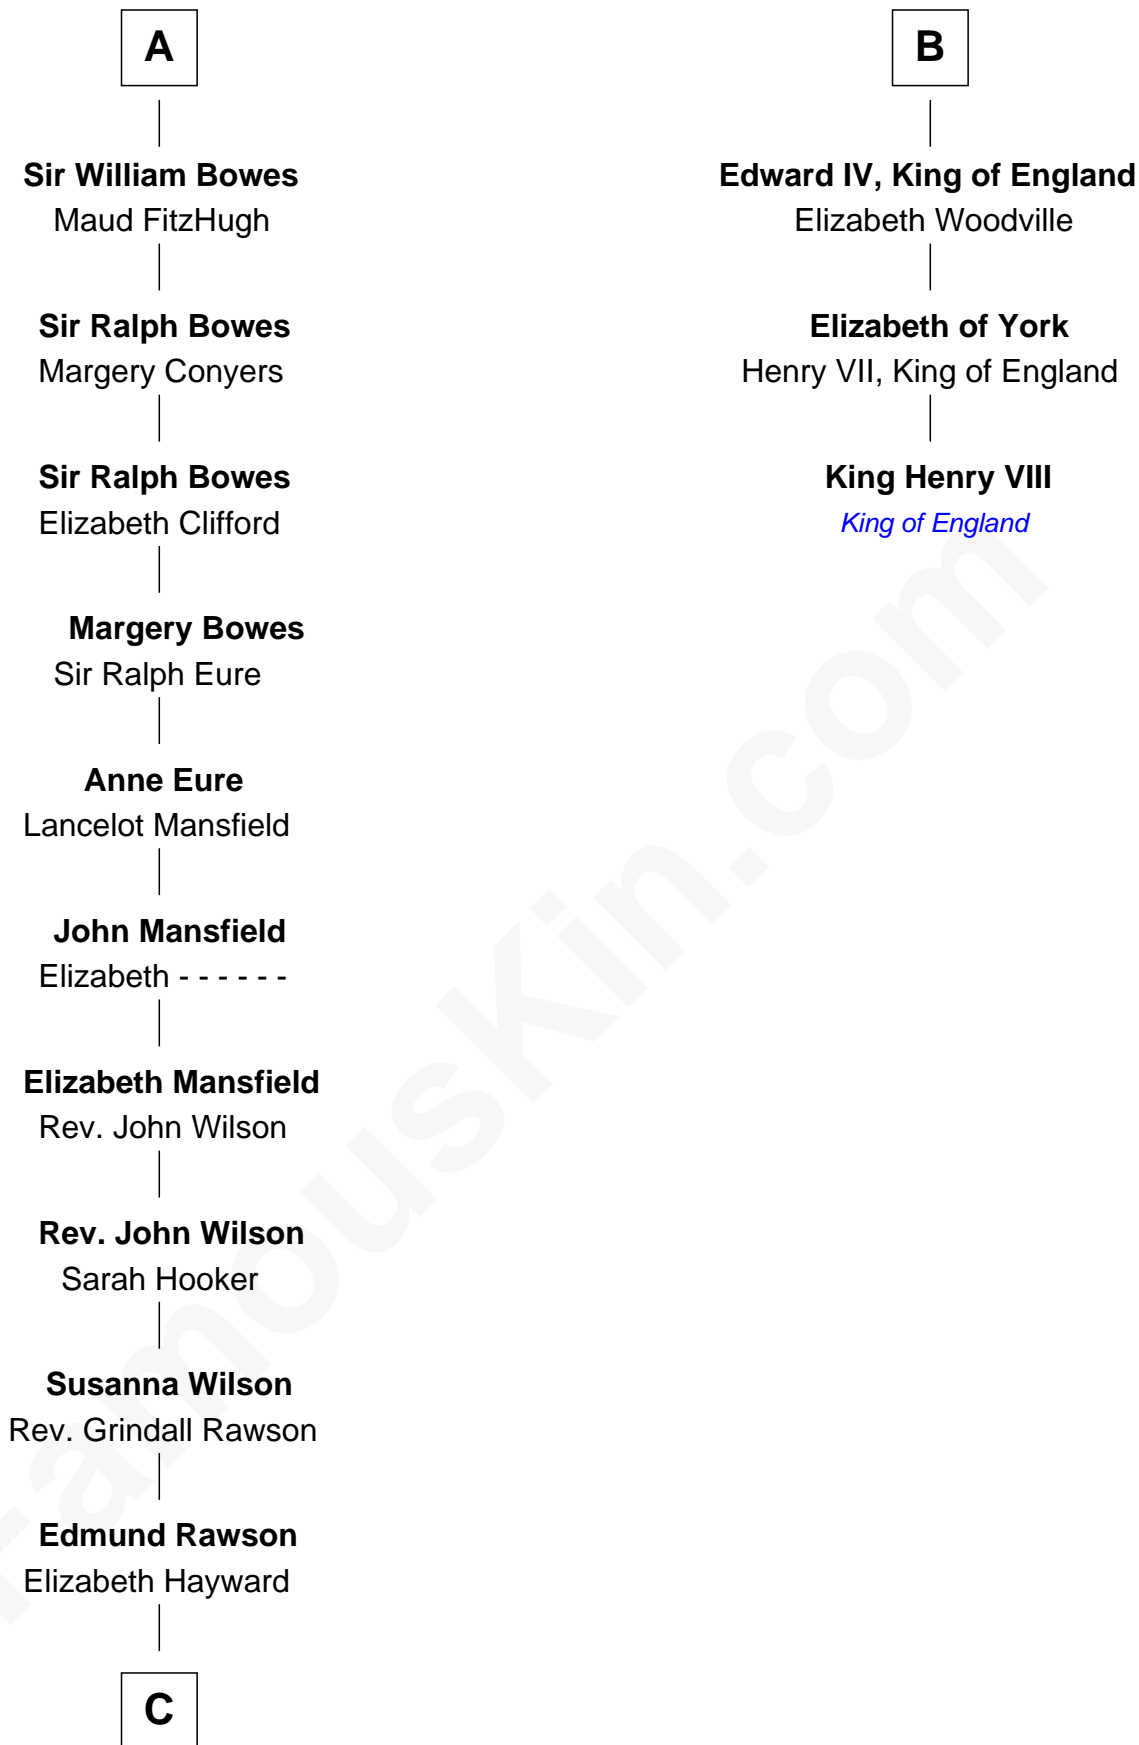 A
Sir William Bowes
Maud FitzHugh
Sir Ralph Bowes
Margery Conyers
Sir Ralph Bowes
Elizabeth Clifford
Margery Bowes
Sir Ralph Eure
Anne Eure
Lancelot Mansfield
John Mansfield
Elizabeth - - - - - -
Elizabeth Mansfield
Rev. John Wilson
Rev. John Wilson
Sarah Hooker
Susanna Wilson
Rev. Grindall Rawson
Edmund Rawson
Elizabeth Hayward
C
B
Edward IV, King of England
Elizabeth Woodville
Elizabeth of York
Henry VII, King of England
King Henry VIII
King of England
FamousKin.com